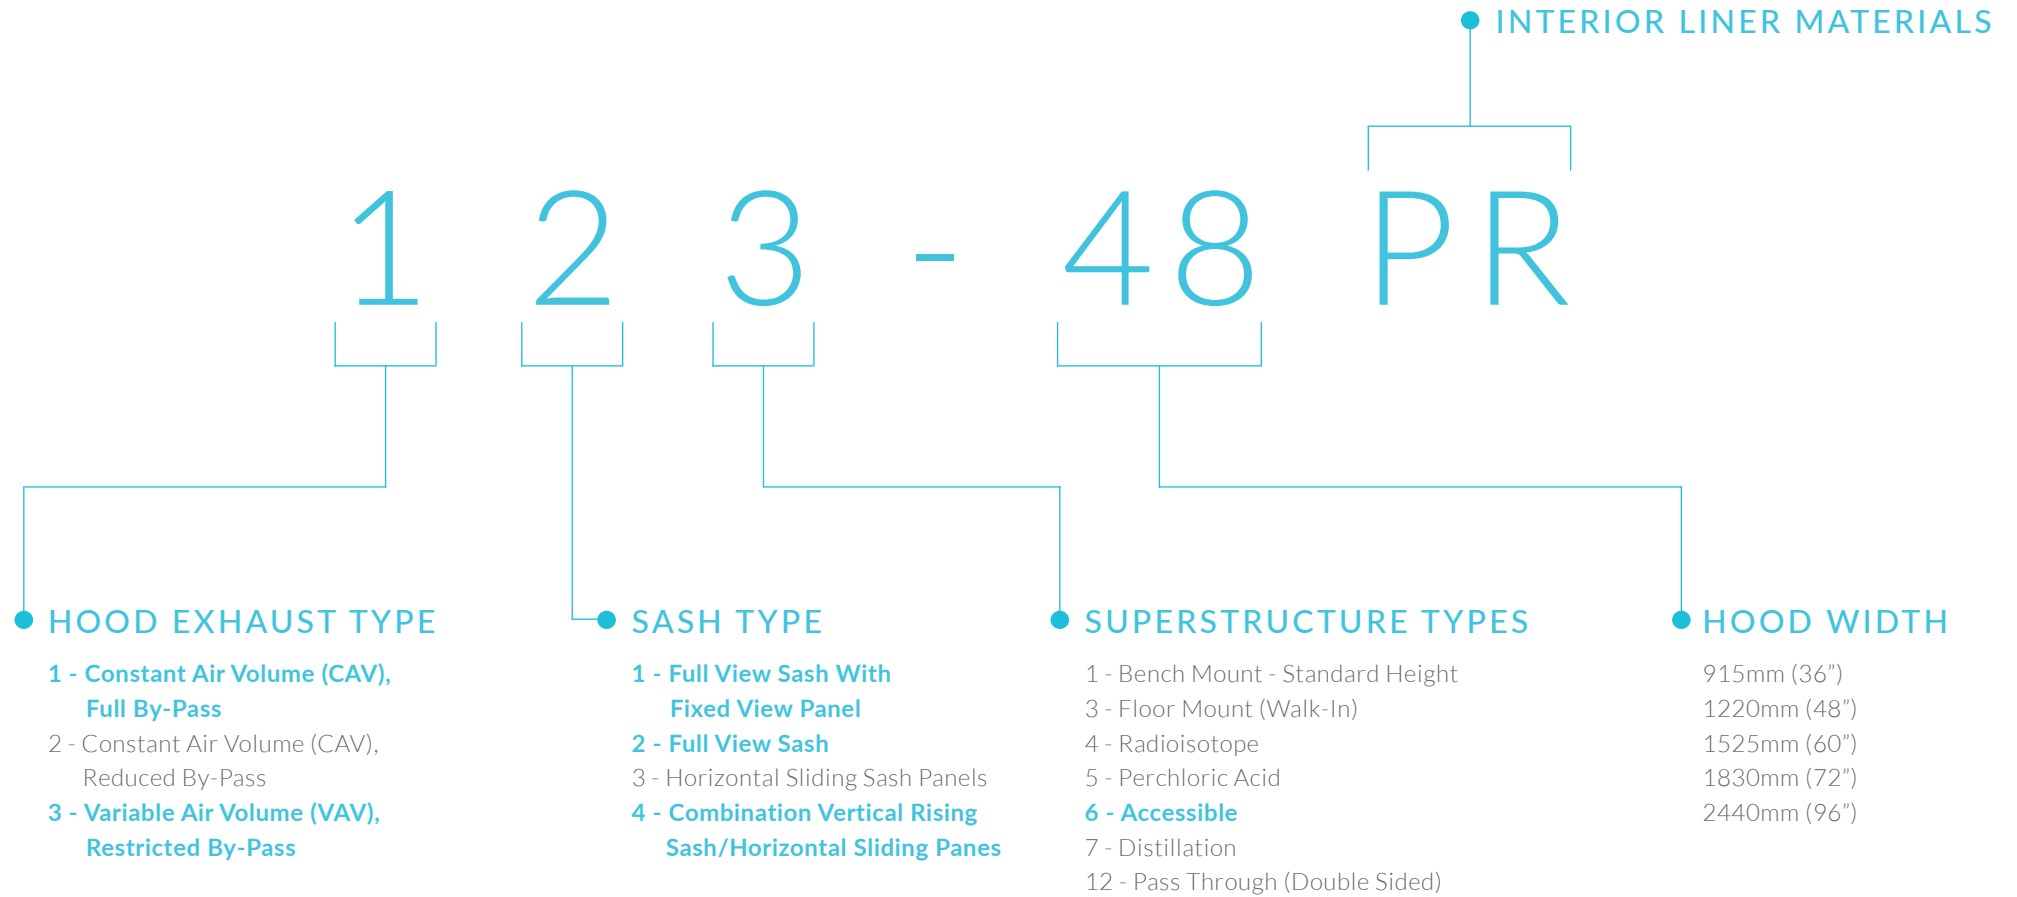 INTERIOR LINER MATERIALS
1 2 3 - 48 PR
HOOD EXHAUST TYPE
1 - Constant Air Volume (CAV),
Full By-Pass
2 - Constant Air Volume (CAV),
Reduced By-Pass
3 - Variable Air Volume (VAV),
Restricted By-Pass
SASH TYPE
1 - Full View Sash With
Fixed View Panel
2 - Full View Sash
3 - Horizontal Sliding Sash Panels
4 - Combination Vertical Rising
Sash/Horizontal Sliding Panes
SUPERSTRUCTURE TYPES
1 - Bench Mount - Standard Height
3 - Floor Mount (Walk-In)
4 - Radioisotope
5 - Perchloric Acid
6 - Accessible
7 - Distillation
12 - Pass Through (Double Sided)
HOOD WIDTH
915mm (36”)
1220mm (48”)
1525mm (60”)
1830mm (72”)
2440mm (96”)